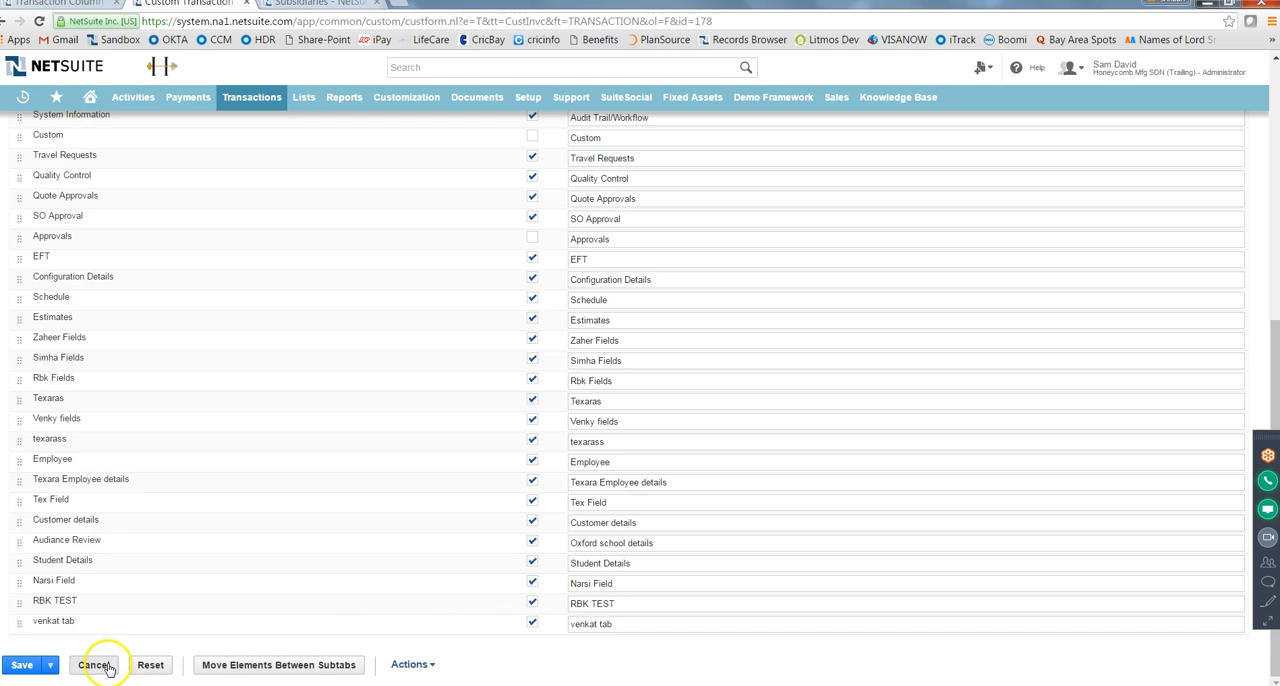 Transaction Column
Custom Transaction
Subsidiaries - NetS
NetSuite Inc. [US]
https://system.na1.netsuite.com/app/common/custom/custform.nl?e=T&tt=CustInvc&ft=TRANSACTION&ol=F&id=178
Apps Gmail Sandbox OKTA CCM HDR Share-Point iPay LifeCare CricBay cricinfo Benefits PlanSource Records Browser Litmos Dev VISANOW iTrack Boomi Bay Area Spots Names of Lord
NETSUITE
Search
Help
Sam David
Honeycomb Mfg SDN (Trailing) - Administrator
Activities Payments Transactions Lists Reports Customization Documents Setup Support SuiteSocial Fixed Assets Demo Framework Sales Knowledge Base
System Information Audit Trail/Workflow
Custom Custom
Travel Requests Travel Requests
Quality Control Quality Control
Quote Approvals Quote Approvals
SO Approval SO Approval
Approvals Approvals
EFT EFT
Configuration Details Configuration Details
Schedule Schedule
Estimates Estimates
Zaheer Fields Zaher Fields
Simha Fields Simha Fields
Rbk Fields Rbk Fields
Texaras Texaras
Venky fields Venky fields
texarass texarass
Employee Employee
Texara Employee details Texara Employee details
Tex Field Tex Field
Customer details Customer details
Audiance Review Oxford school details
Student Details Student Details
Narsi Field Narsi Field
RBK TEST RBK TEST
venkat tab venkat tab
Save Cancel Reset Move Elements Between Subtabs Actions